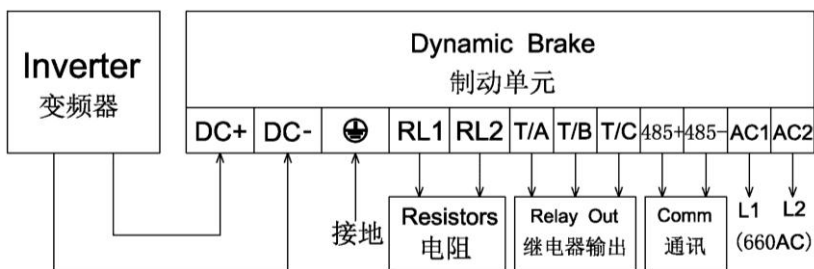 Inverter
变频器
Dynamic Brake
制动单元
DC+ DC- RL1 RL2 T/A T/B T/C 485+ 485- AC1 AC2
接地
Resistors
电阻
Relay Out
继电器输出
Comm
通讯
L1 L2
(660AC)